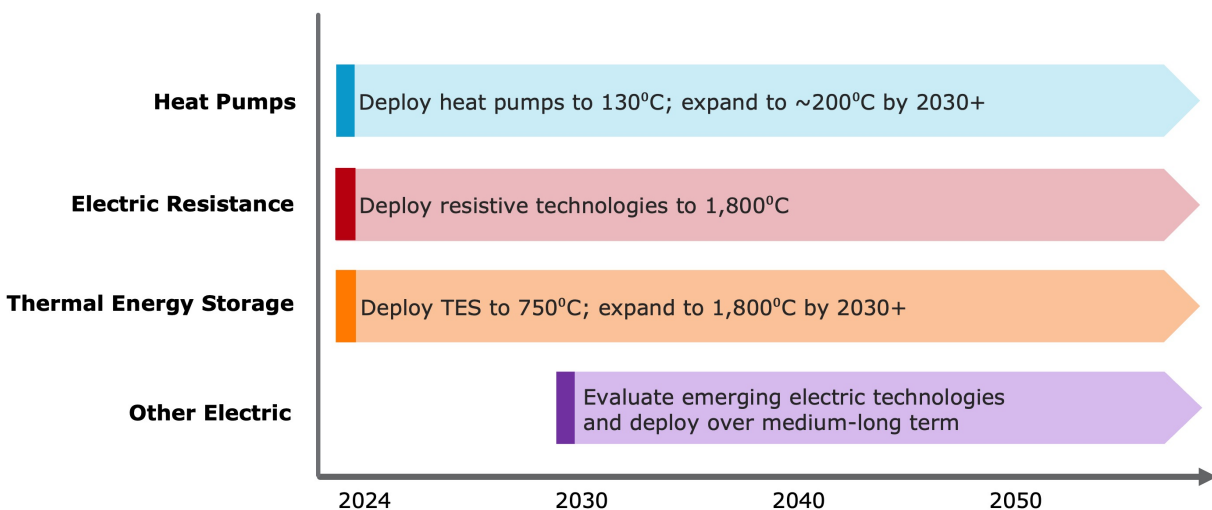 Heat Pumps
Deploy heat pumps to 130⁰C; expand to ~200⁰C by 2030+
Electric Resistance
Deploy resistive technologies to 1,800⁰C
Thermal Energy Storage
Deploy TES to 750⁰C; expand to 1,800⁰C by 2030+
Other Electric
Evaluate emerging electric technologies
and deploy over medium-long term
2024 2030 2040 2050